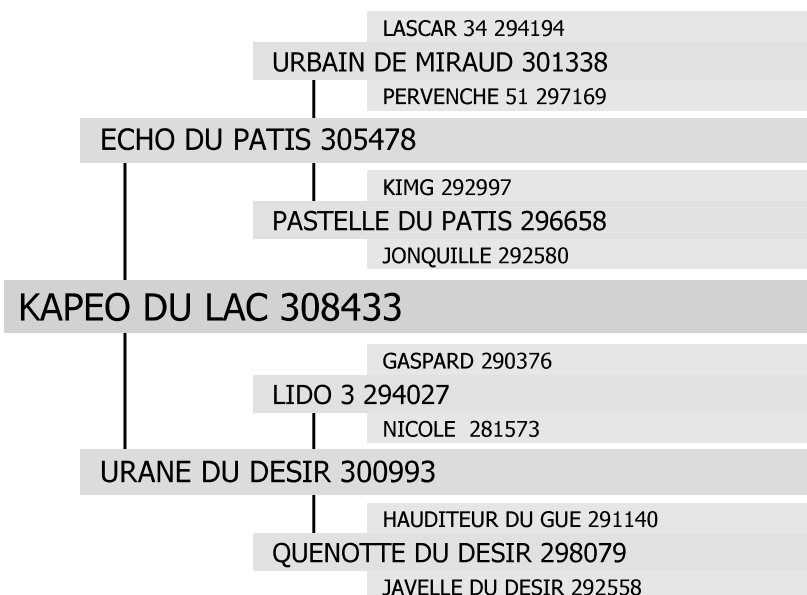 LASCAR 34 294194
URBAIN DE MIRAUD 301338
PERVENCHE 51 297169
ECHO DU PATIS 305478
KIMG 292997
PASTELLE DU PATIS 296658
JONQUILLE 292580
KAPEO DU LAC 308433
GASPARD 290376
LIDO 3 294027
NICOLE  281573
URANE DU DESIR 300993
HAUDITEUR DU GUE 291140
QUENOTTE DU DESIR 298079
JAVELLE DU DESIR 292558